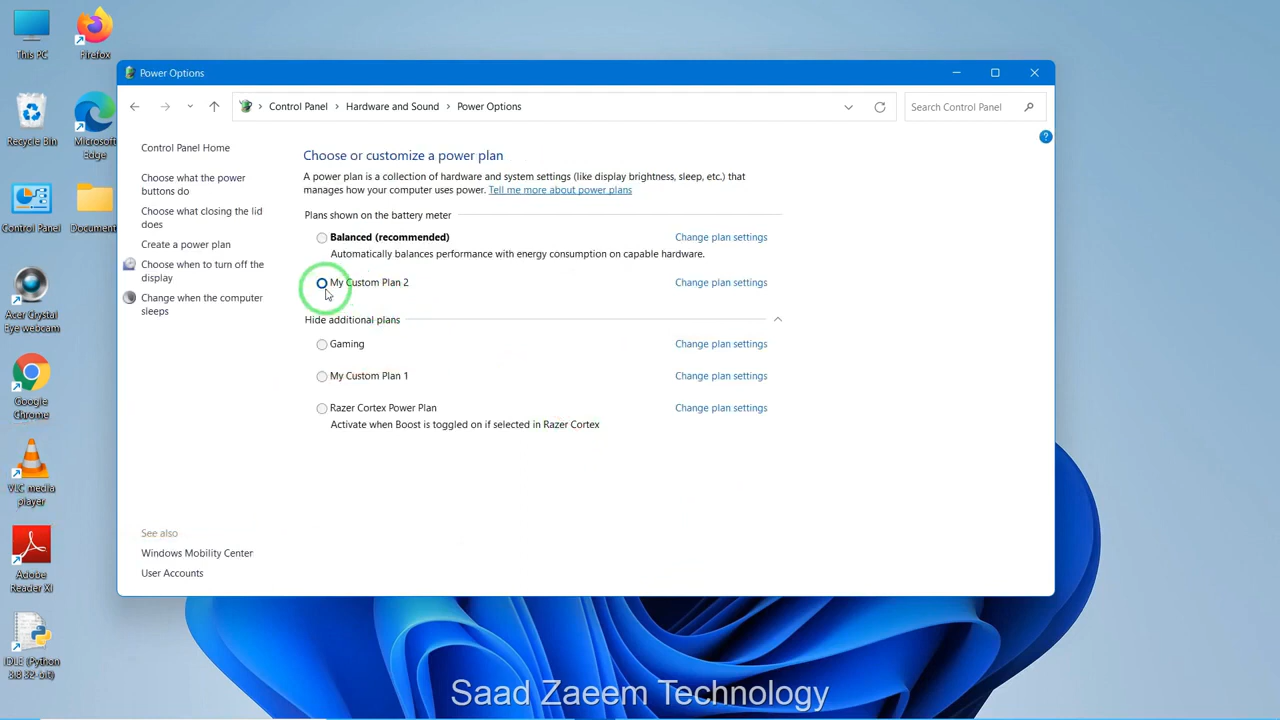 This PC
Firefox
Recycle Bin
Microsoft
Edge
Control Panel
Document
Acer Crystal
Eye webcam
Google
Chrome
VLC media
player
Adobe
Reader XI
IDLE (Python
3.8 32-bit)
Power Options
Control Panel > Hardware and Sound > Power Options
Search Control Panel
Control Panel Home
Choose what the power
buttons do
Choose what closing the lid
does
Create a power plan
Choose when to turn off the
display
Change when the computer
sleeps
See also
Windows Mobility Center
User Accounts
Choose or customize a power plan
A power plan is a collection of hardware and system settings (like display brightness, sleep, etc.) that
manages how your computer uses power. Tell me more about power plans
Plans shown on the battery meter
Balanced (recommended) Change plan settings
Automatically balances performance with energy consumption on capable hardware.
My Custom Plan 2 Change plan settings
Hide additional plans
Gaming Change plan settings
My Custom Plan 1 Change plan settings
Razer Cortex Power Plan Change plan settings
Activate when Boost is toggled on if selected in Razer Cortex
?
Saad Zaeem Technology